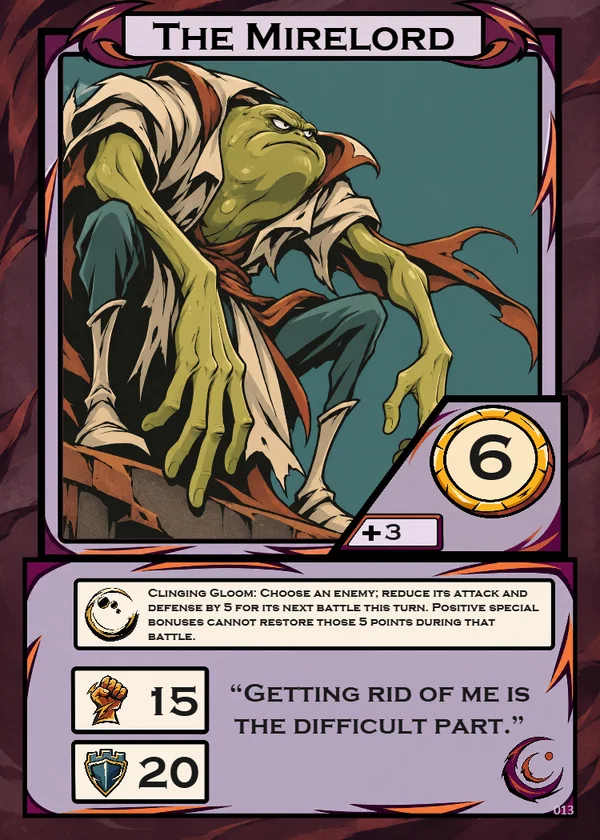 The Mirelord
6
+3
Clinging Gloom: Choose an enemy; reduce its attack and
defense by 5 for its next battle this turn. Positive special
bonuses cannot restore those 5 points during that
battle.
15
“Getting rid of me is
the difficult part.”
20
013